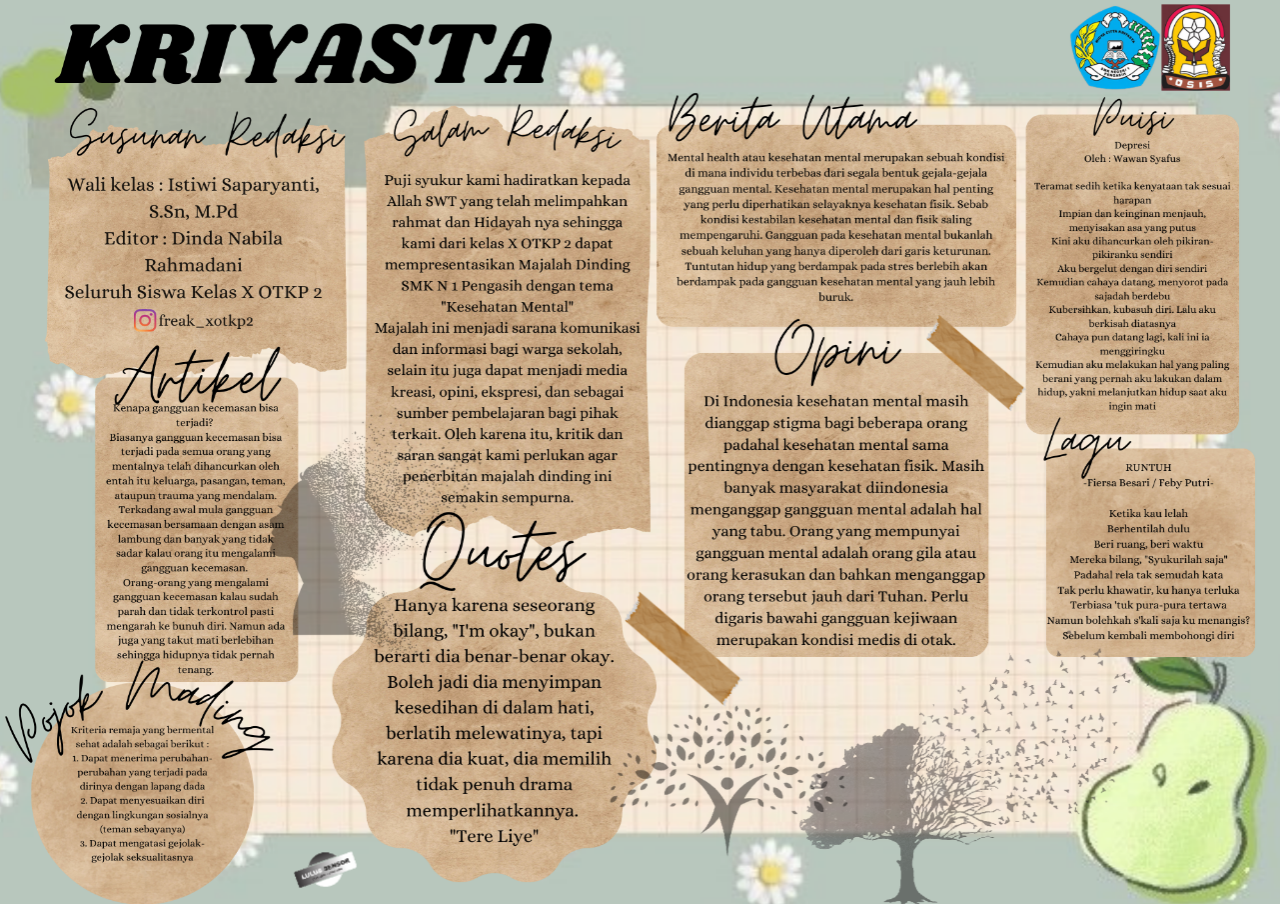 KRIYASTA
OSIS
Susunan Redaksi
Wali kelas : Istiwi Saparyanti,
S.Sn, M.Pd
Editor : Dinda Nabila
Rahmadani
Seluruh Siswa Kelas X OTKP 2
freak_xotkp2
Artikel
Kenapa gangguan kecemasan bisa
terjadi?
Biasanya gangguan kecemasan bisa
terjadi pada semua orang yang
mentalnya telah dihancurkan oleh
entah itu keluarga, pasangan, teman,
ataupun trauma yang mendalam.
Terkadang awal mula gangguan
kecemasan bersamaan dengan asam
lambung dan banyak yang tidak
sadar kalau orang itu mengalami
gangguan kecemasan.
Orang-orang yang mengalami
gangguan kecemasan kalau sudah
parah dan tidak terkontrol pasti
mengarah ke bunuh diri. Namun ada
juga yang takut mati berlebihan
sehingga hidupnya tidak pernah
tenang.
Pojok Mading
Kriteria remaja yang bermental
sehat adalah sebagai berikut :
1. Dapat menerima perubahan-
perubahan yang terjadi pada
dirinya dengan lapang dada
2. Dapat menyesuaikan diri
dengan lingkungan sosialnya
(teman sebayanya)
3. Dapat mengatasi gejolak-
gejolak seksualitasnya
Salam Redaksi
Puji syukur kami hadiratkan kepada
Allah SWT yang telah melimpahkan
rahmat dan Hidayah nya sehingga
kami dari kelas X OTKP 2 dapat
mempresentasikan Majalah Dinding
SMK N 1 Pengasih dengan tema
"Kesehatan Mental"
Majalah ini menjadi sarana komunikasi
dan informasi bagi warga sekolah,
selain itu juga dapat menjadi media
kreasi, opini, ekspresi, dan sebagai
sumber pembelajaran bagi pihak
terkait. Oleh karena itu, kritik dan
saran sangat kami perlukan agar
penerbitan majalah dinding ini
semakin sempurna.
Quotes
Hanya karena seseorang
bilang, "I'm okay", bukan
berarti dia benar-benar okay.
Boleh jadi dia menyimpan
kesedihan di dalam hati,
berlatih melewatinya, tapi
karena dia kuat, dia memilih
tidak penuh drama
memperlihatkannya.
"Tere Liye"
LULUS SENSOR
Berita Utama
Mental health atau kesehatan mental merupakan sebuah kondisi
di mana individu terbebas dari segala bentuk gejala-gejala
gangguan mental. Kesehatan mental merupakan hal penting
yang perlu diperhatikan selayaknya kesehatan fisik. Sebab
kondisi kestabilan kesehatan mental dan fisik saling
mempengaruhi. Gangguan pada kesehatan mental bukanlah
sebuah keluhan yang hanya diperoleh dari garis keturunan.
Tuntutan hidup yang berdampak pada stres berlebih akan
berdampak pada gangguan kesehatan mental yang jauh lebih
buruk.
Opini
Di Indonesia kesehatan mental masih
dianggap stigma bagi beberapa orang
padahal kesehatan mental sama
pentingnya dengan kesehatan fisik. Masih
banyak masyarakat diindonesia
menganggap gangguan mental adalah hal
yang tabu. Orang yang mempunyai
gangguan mental adalah orang gila atau
orang kerasukan dan bahkan menganggap
orang tersebut jauh dari Tuhan. Perlu
digaris bawahi gangguan kejiwaan
merupakan kondisi medis di otak.
Puisi
Depresi
Oleh : Wawan Syafus
Teramat sedih ketika kenyataan tak sesuai
harapan
Impian dan keinginan menjauh,
menyisakan asa yang putus
Kini aku dihancurkan oleh pikiran-
pikiranku sendiri
Aku bergelut dengan diri sendiri
Kemudian cahaya datang, menyorot pada
sajadah berdebu
Kubersihkan, kubasuh diri. Lalu aku
berkisah diatasnya
Cahaya pun datang lagi, kali ini ia
menggiringku
Kemudian aku melakukan hal yang paling
berani yang pernah aku lakukan dalam
hidup, yakni melanjutkan hidup saat aku
ingin mati
Lagu
RUNTUH
-Fiersa Besari / Feby Putri-
Ketika kau lelah
Berhentilah dulu
Beri ruang, beri waktu
Mereka bilang, "Syukurilah saja"
Padahal rela tak semudah kata
Tak perlu khawatir, ku hanya terluka
Terbiasa 'tuk pura-pura tertawa
Namun bolehkah s'kali saja ku menangis?
Sebelum kembali membohongi diri